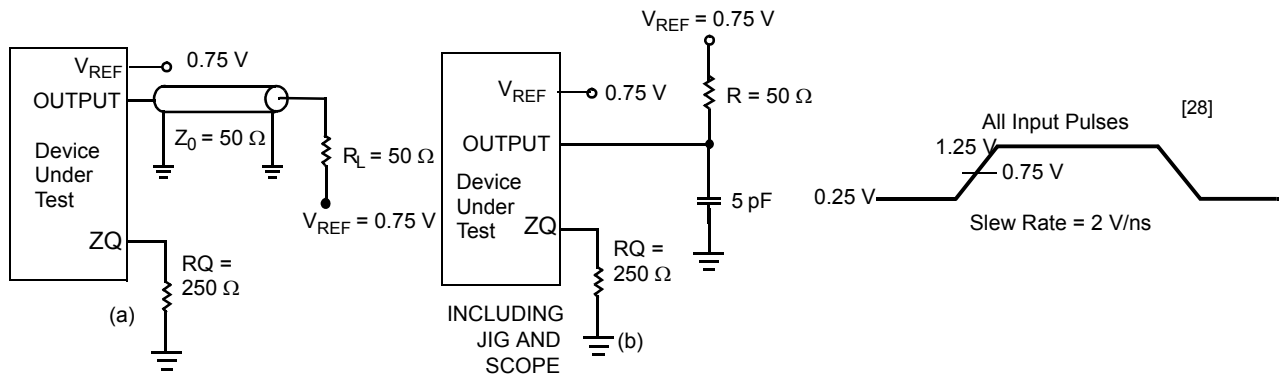 V_REF
0.75 V
OUTPUT
Z_0 = 50 Ω
Device
Under
Test
R_L = 50 Ω
V_REF = 0.75 V
ZQ
RQ =
250 Ω
(a)
V_REF = 0.75 V
R = 50 Ω
V_REF
0.75 V
OUTPUT
Device
Under
Test
5 pF
ZQ
RQ =
250 Ω
INCLUDING
JIG AND
SCOPE
(b)
[28]
All Input Pulses
1.25 V
0.75 V
0.25 V
Slew Rate = 2 V/ns